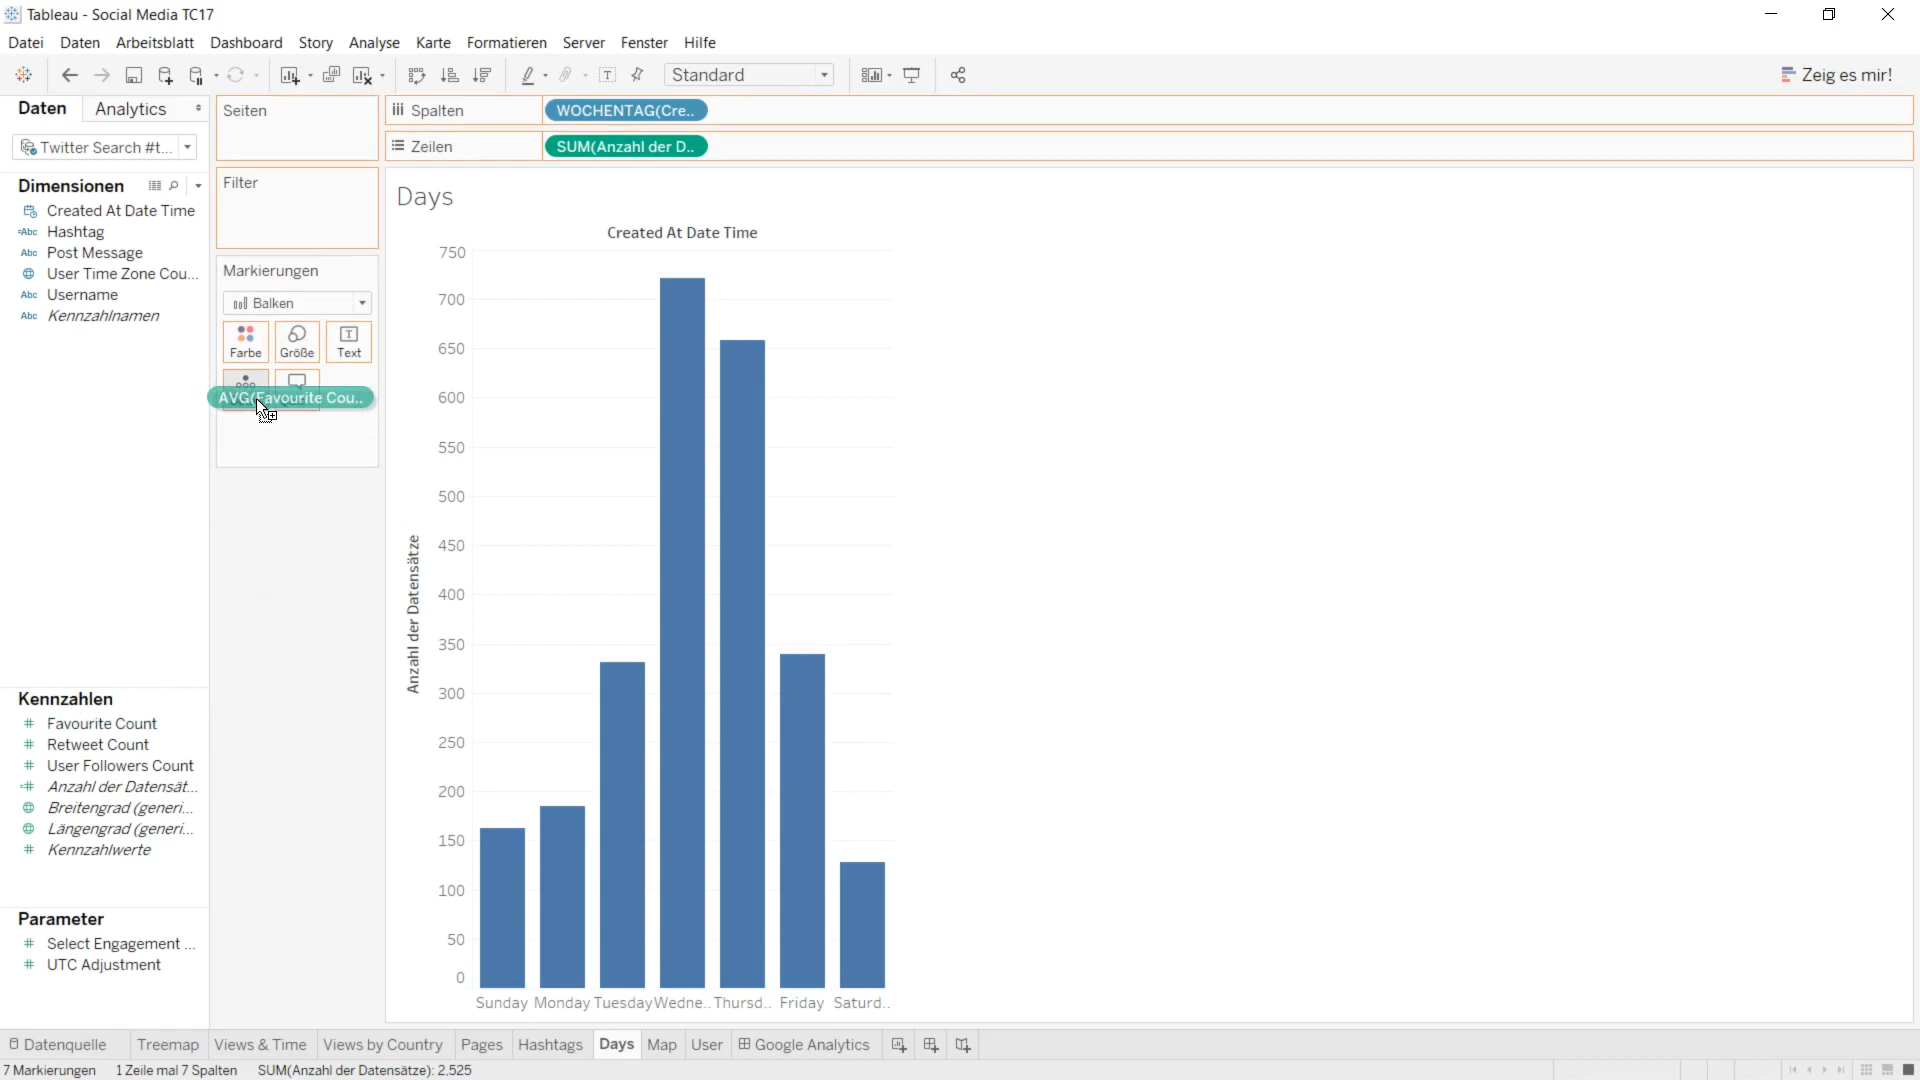 Tableau - Social Media TC17
Datei Daten Arbeitsblatt Dashboard Story Analyse Karte Formatieren Server Fenster Hilfe
Standard
Zeig es mir!
Daten Analytics
Twitter Search #t...
Dimensionen
Created At Date Time
Abc Hashtag
Abc Post Message
User Time Zone Cou...
Abc Username
Abc Kennzahlnamen
Kennzahlen
Favourite Count
Retweet Count
User Followers Count
Anzahl der Datensät...
Breitengrad (generi...
Längengrad (generi...
Kennzahlwerte
Parameter
Select Engagement ...
UTC Adjustment
Seiten
Filter
Markierungen
Balken
Farbe Größe Text
AVG(Favourite Cou..
Spalten WOCHENTAG(Cre..
Zeilen SUM(Anzahl der D..
Days
Created At Date Time
Anzahl der Datensätze
750
700
650
600
550
500
450
400
350
300
250
200
150
100
50
0
Sunday Monday Tuesday Wedne.. Thursd.. Friday Saturd..
Datenquelle Treemap Views & Time Views by Country Pages Hashtags Days Map User Google Analytics
7 Markierungen 1 Zeile mal 7 Spalten SUM(Anzahl der Datensätze): 2,525